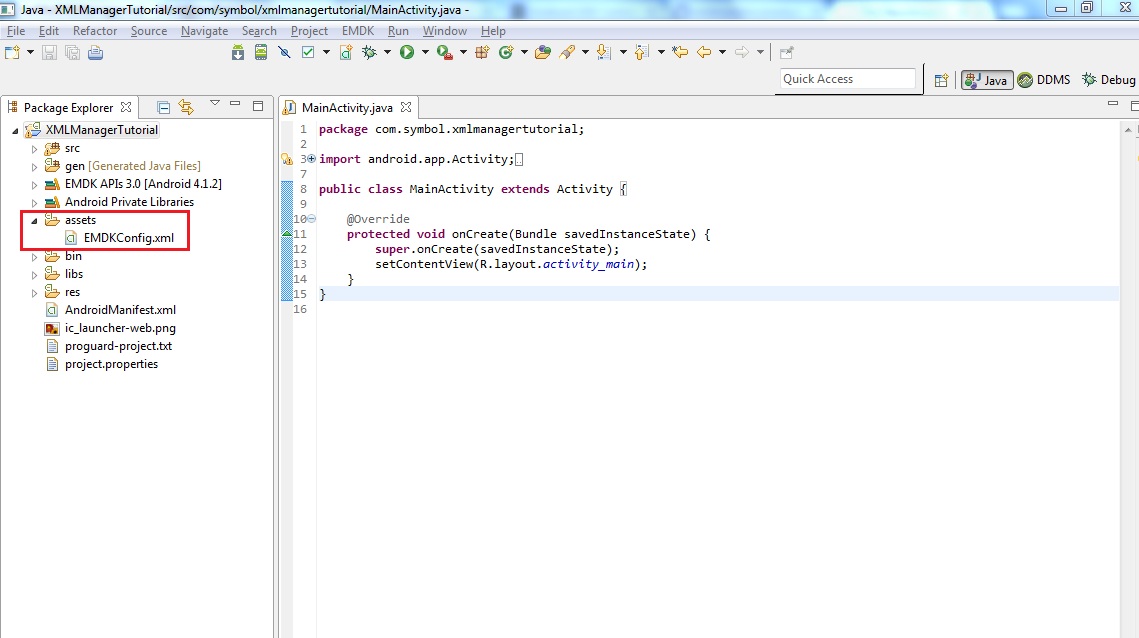 Java - XMLManagerTutorial/src/com/symbol/xmlmanagertutorial/MainActivity.java -
File Edit Refactor Source Navigate Search Project EMDK Run Window Help
Quick Access
Java DDMS Debug
Package Explorer
XMLManagerTutorial
src
gen [Generated Java Files]
EMDK APIs 3.0 [Android 4.1.2]
Android Private Libraries
assets
EMDKConfig.xml
bin
libs
res
AndroidManifest.xml
ic_launcher-web.png
proguard-project.txt
project.properties
MainActivity.java
1 package com.symbol.xmlmanagertutorial;
2
3 import android.app.Activity;
7
8 public class MainActivity extends Activity {
9
10 @Override
11 protected void onCreate(Bundle savedInstanceState) {
12 super.onCreate(savedInstanceState);
13 setContentView(R.layout.activity_main);
14 }
15 }
16